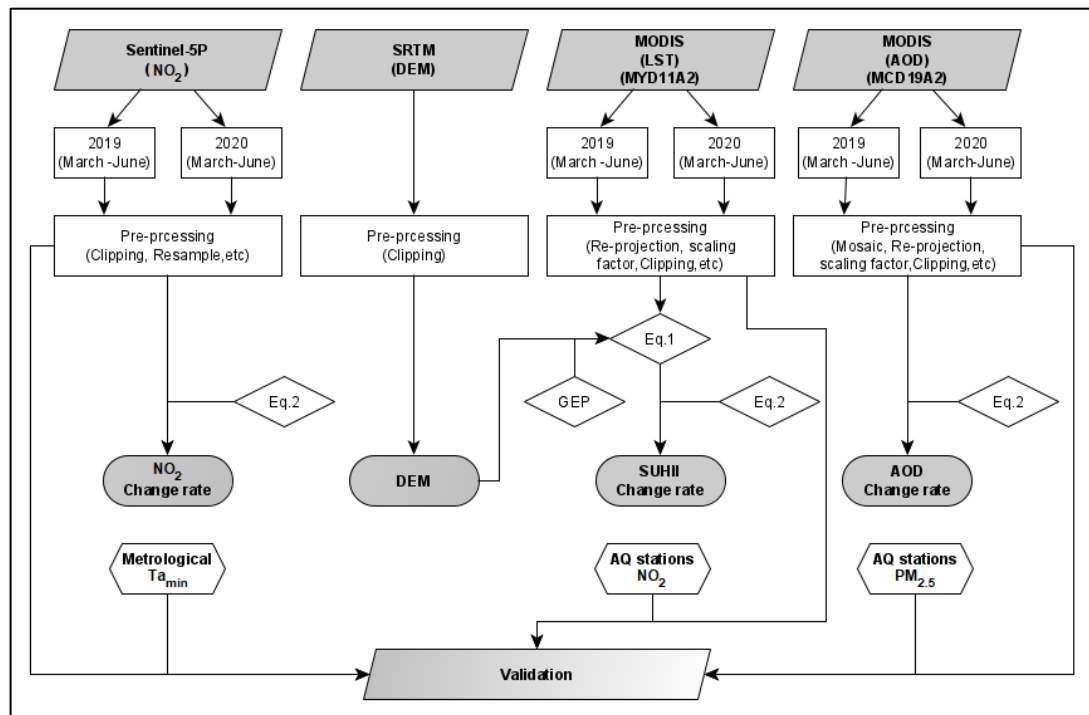 Sentinel-5P
(NO₂)
SRTM
(DEM)
MODIS
(LST)
(MYD11A2)
MODIS
(AOD)
(MCD19A2)
2019
(March -June)
2020
(March-June)
2019
(March -June)
2020
(March-June)
2019
(March -June)
2020
(March-June)
Pre-prcessing
(Clipping, Resample,etc)
Pre-prcessing
(Clipping)
Pre-prcessing
(Re-projection, scaling
factor,Clipping,etc)
Pre-prcessing
(Mosaic, Re-projection,
scaling factor,Clipping,etc)
Eq.1
Eq.2
GEP
Eq.2
Eq.2
NO₂
Change rate
DEM
SUHII
Change rate
AOD
Change rate
Metrological
Ta_min
AQ stations
NO₂
AQ stations
PM₂.₅
Validation